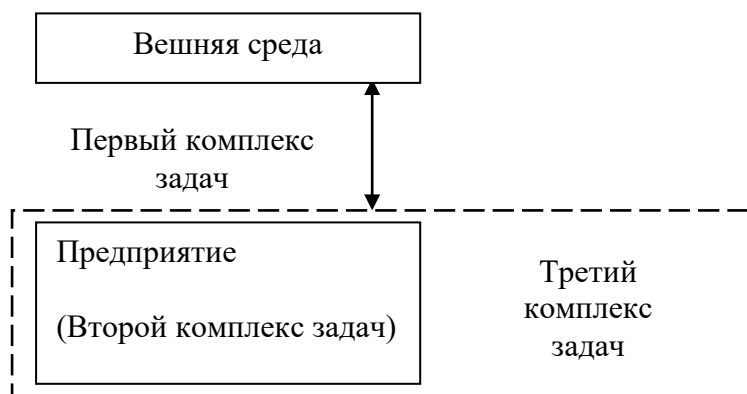 Вешняя среда
Первый комплекс
задач
Предприятие
(Второй комплекс задач)
Третий
комплекс
задач